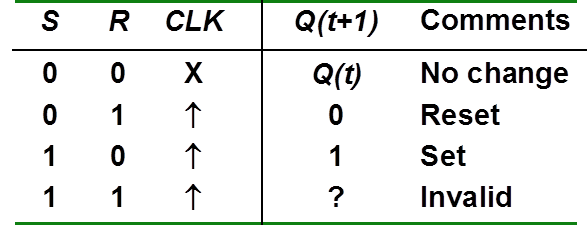 S R CLK Q(t+1) Comments
0 0 X Q(t) No change
0 1 ↑ 0 Reset
1 0 ↑ 1 Set
1 1 ↑ ? Invalid